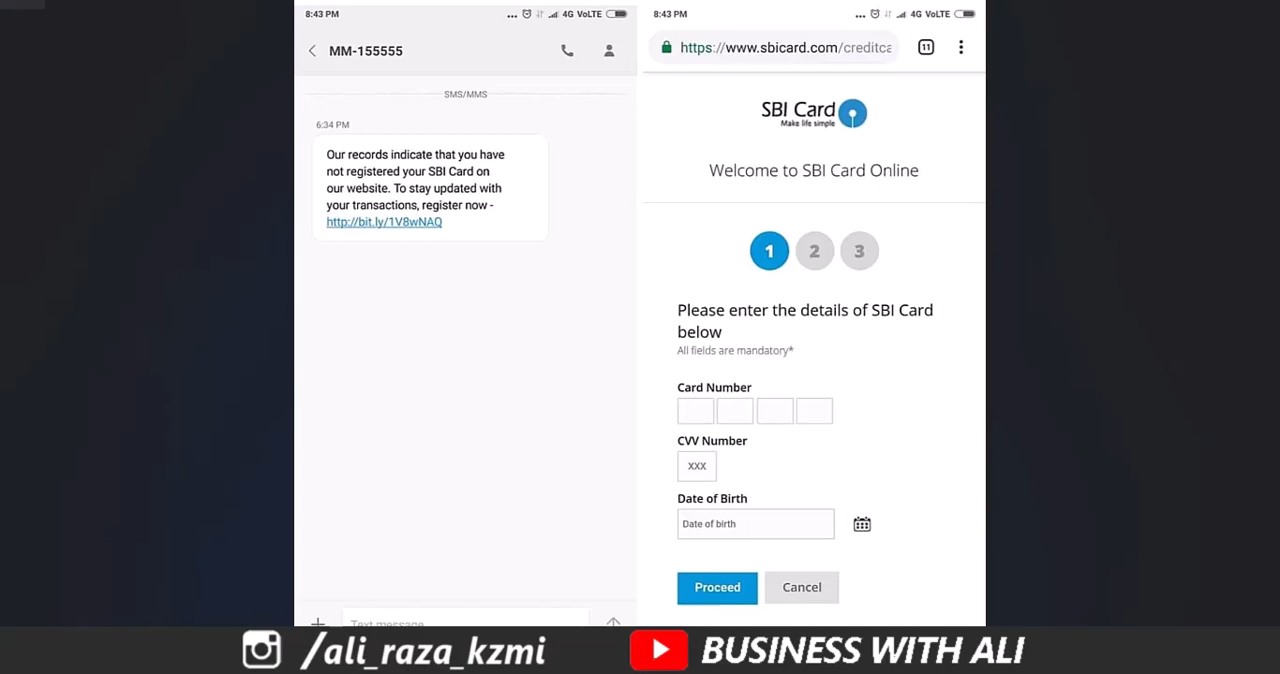 8:43 PM
4G VoLTE
MM-155555
SMS/MMS
6:34 PM
Our records indicate that you have
not registered your SBI Card on
our website. To stay updated with
your transactions, register now -
http://bit.ly/1V8wNAQ
Text message
8:43 PM
4G VoLTE
https://www.sbicard.com/creditca
11
SBI Card
Make life simple
Welcome to SBI Card Online
1 2 3
Please enter the details of SBI Card
below
All fields are mandatory*
Card Number
CVV Number
XXX
Date of Birth
Date of birth
Proceed Cancel
/ali_raza_kzmi BUSINESS WITH ALI